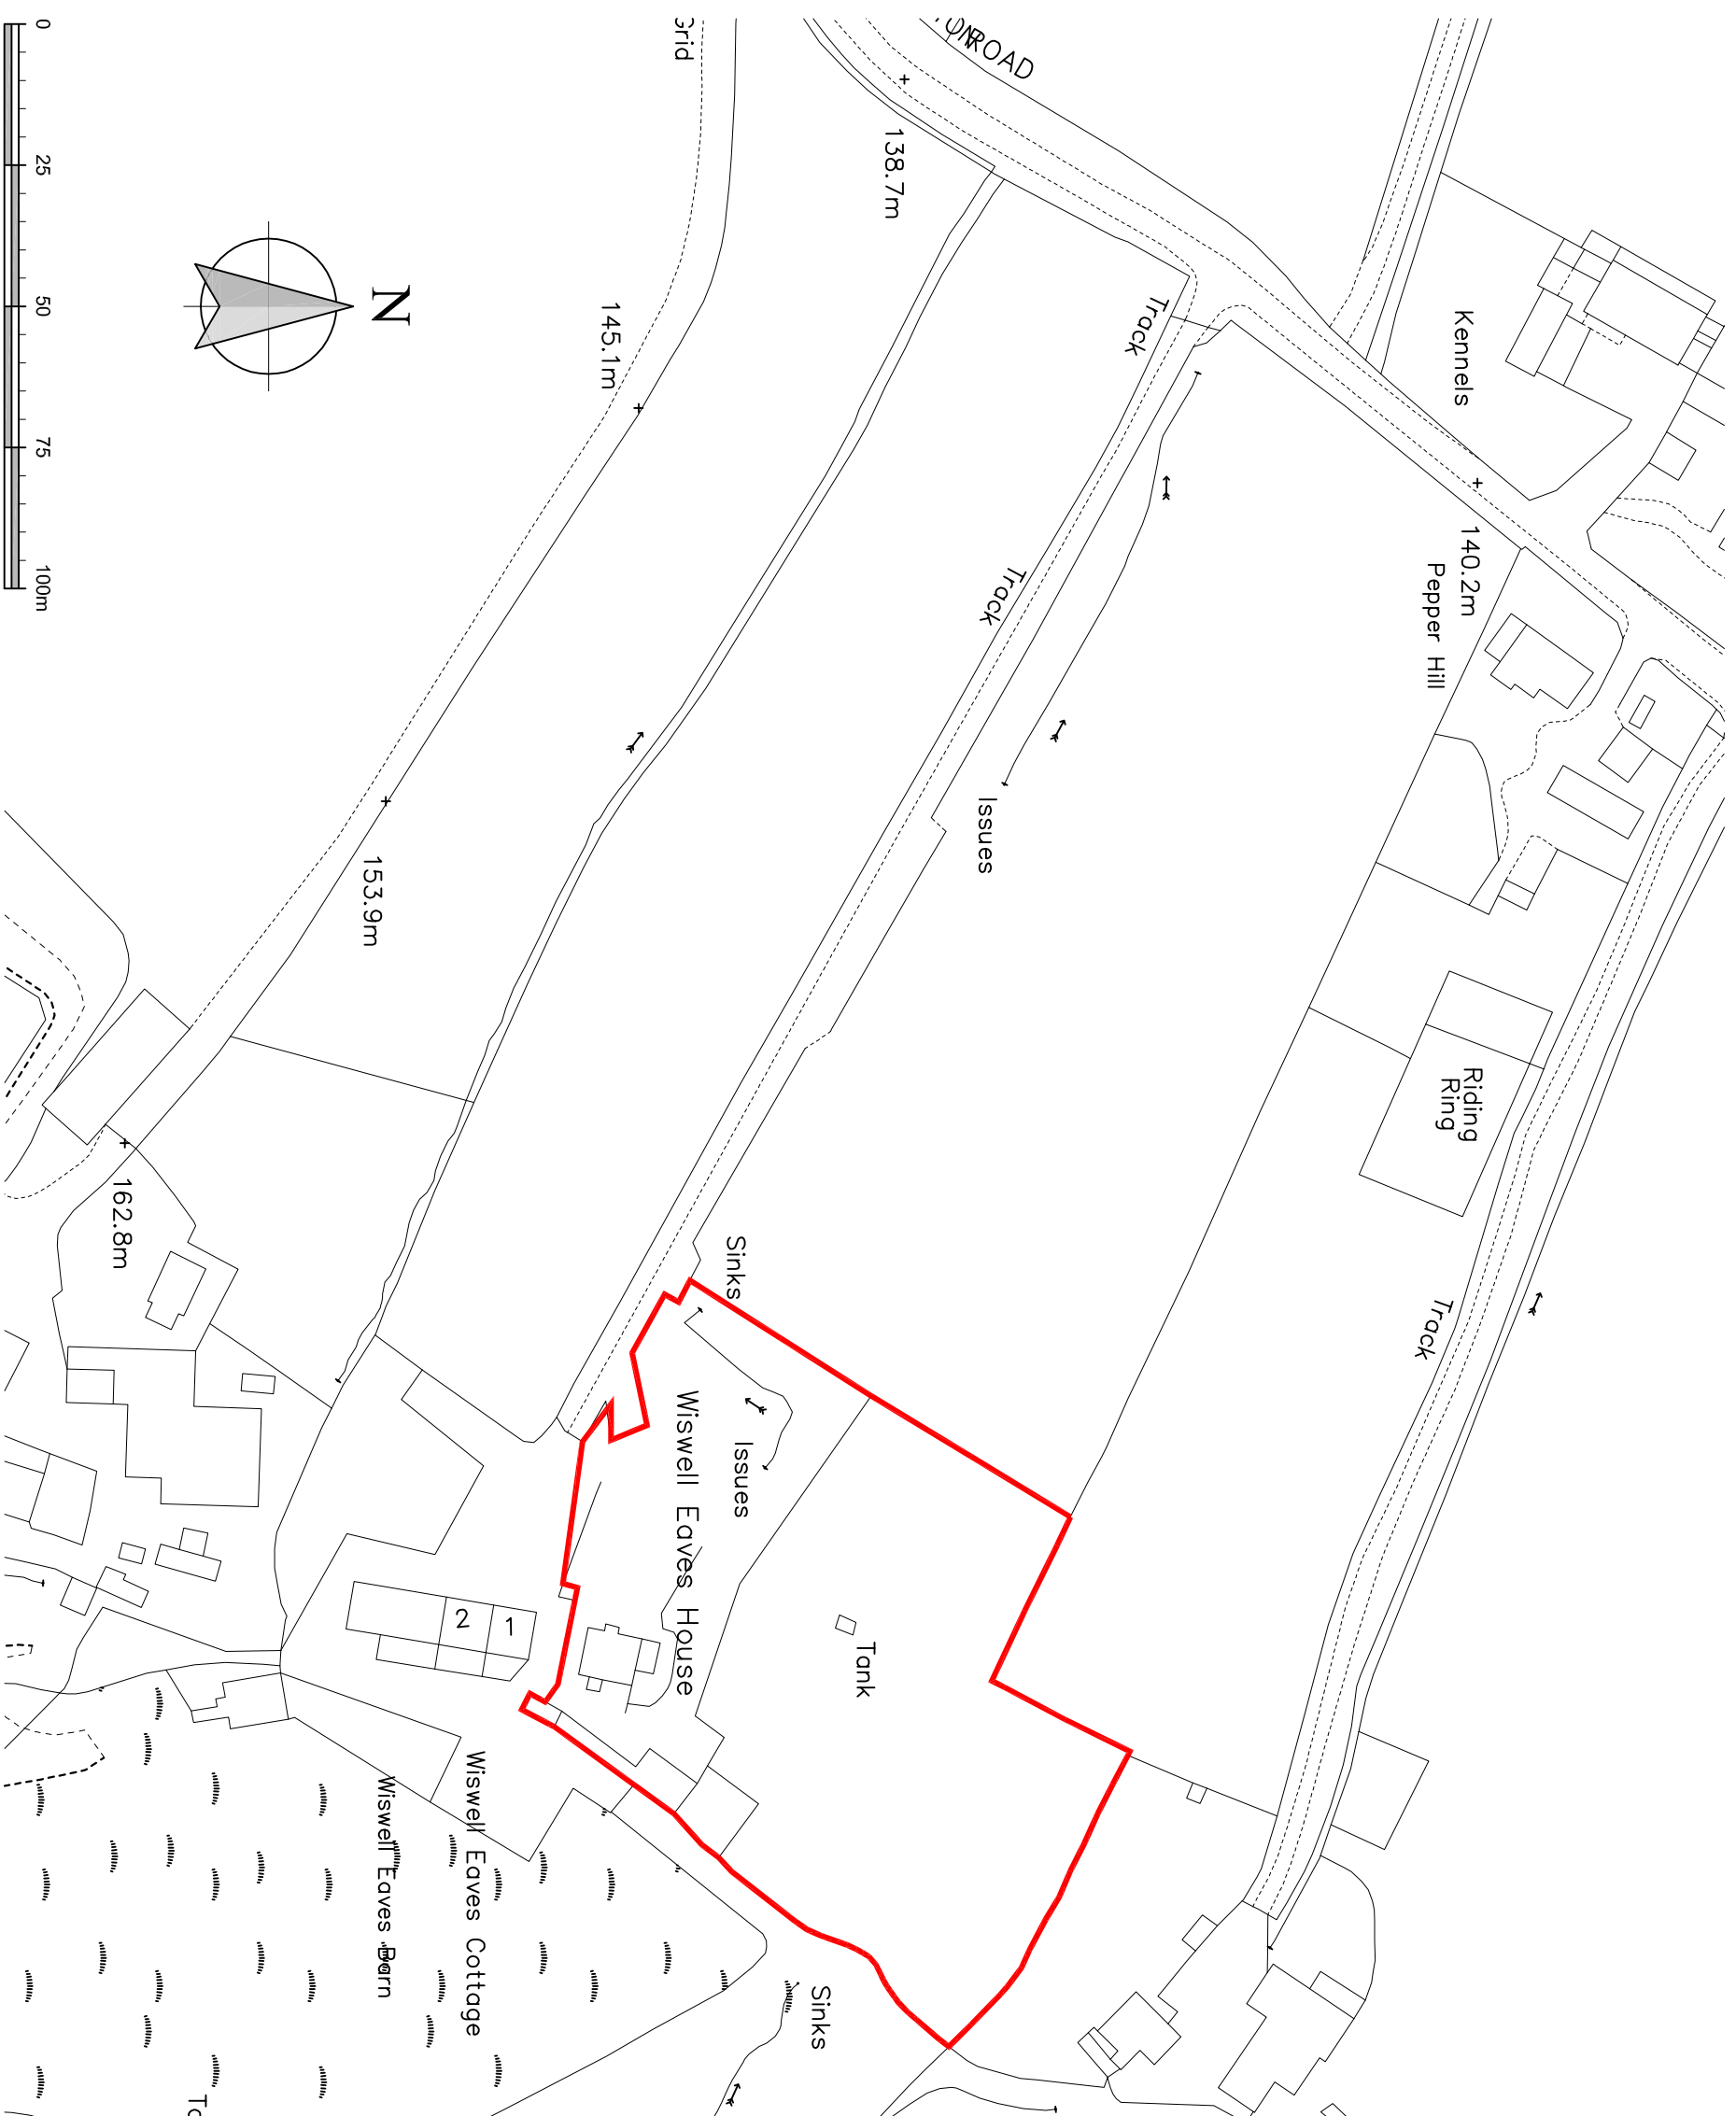 ROAD
Grid
138.7m
Kennels
Track
145.1m
140.2m
Pepper Hill
Track
Issues
153.9m
Riding
Ring
162.8m
Sinks
Track
Wiswell Eaves House
Issues
Tank
1
2
Wiswell Eaves Cottage
Wiswell Eaves Barn
Sinks
N
0
25
50
75
100m